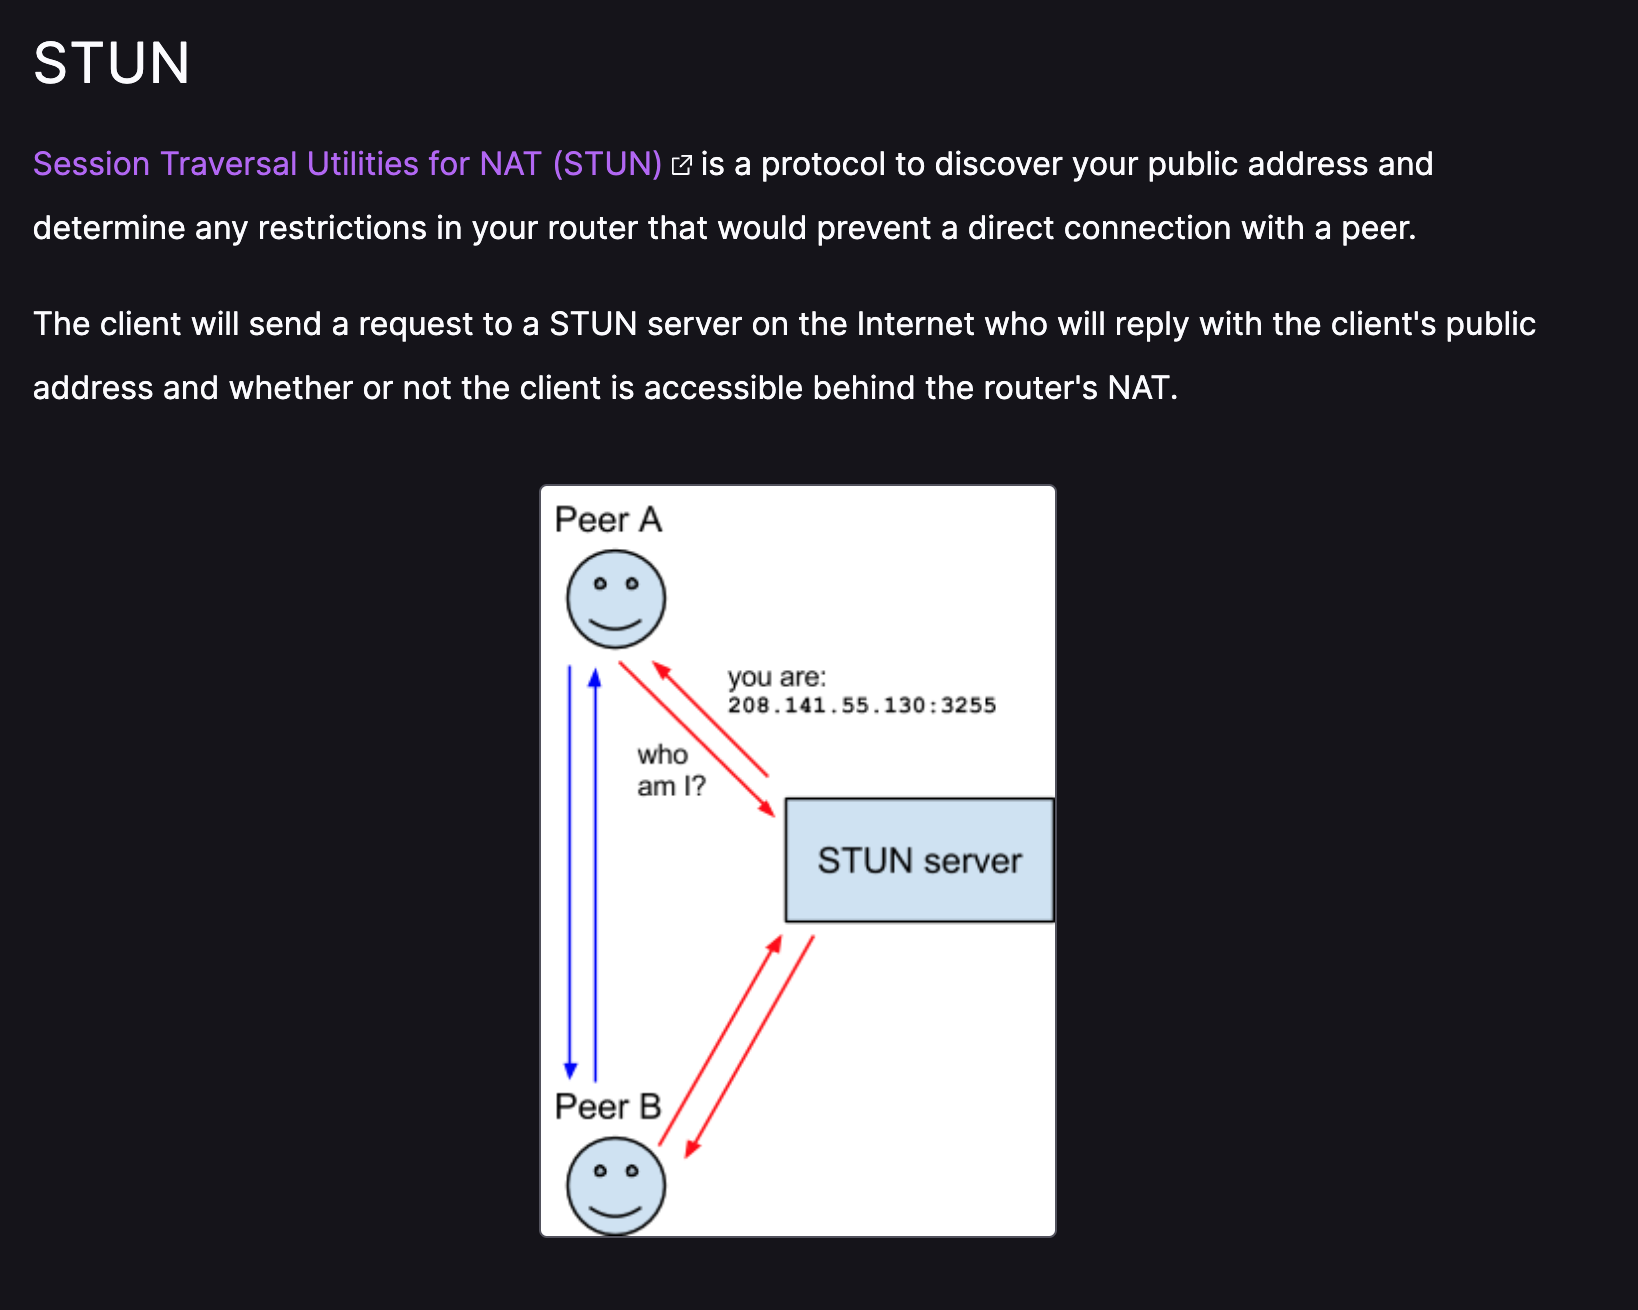 STUN
Session Traversal Utilities for NAT (STUN) is a protocol to discover your public address and
determine any restrictions in your router that would prevent a direct connection with a peer.
The client will send a request to a STUN server on the Internet who will reply with the client's public
address and whether or not the client is accessible behind the router's NAT.
Peer A
you are:
208.141.55.130:3255
who
am I?
STUN server
Peer B